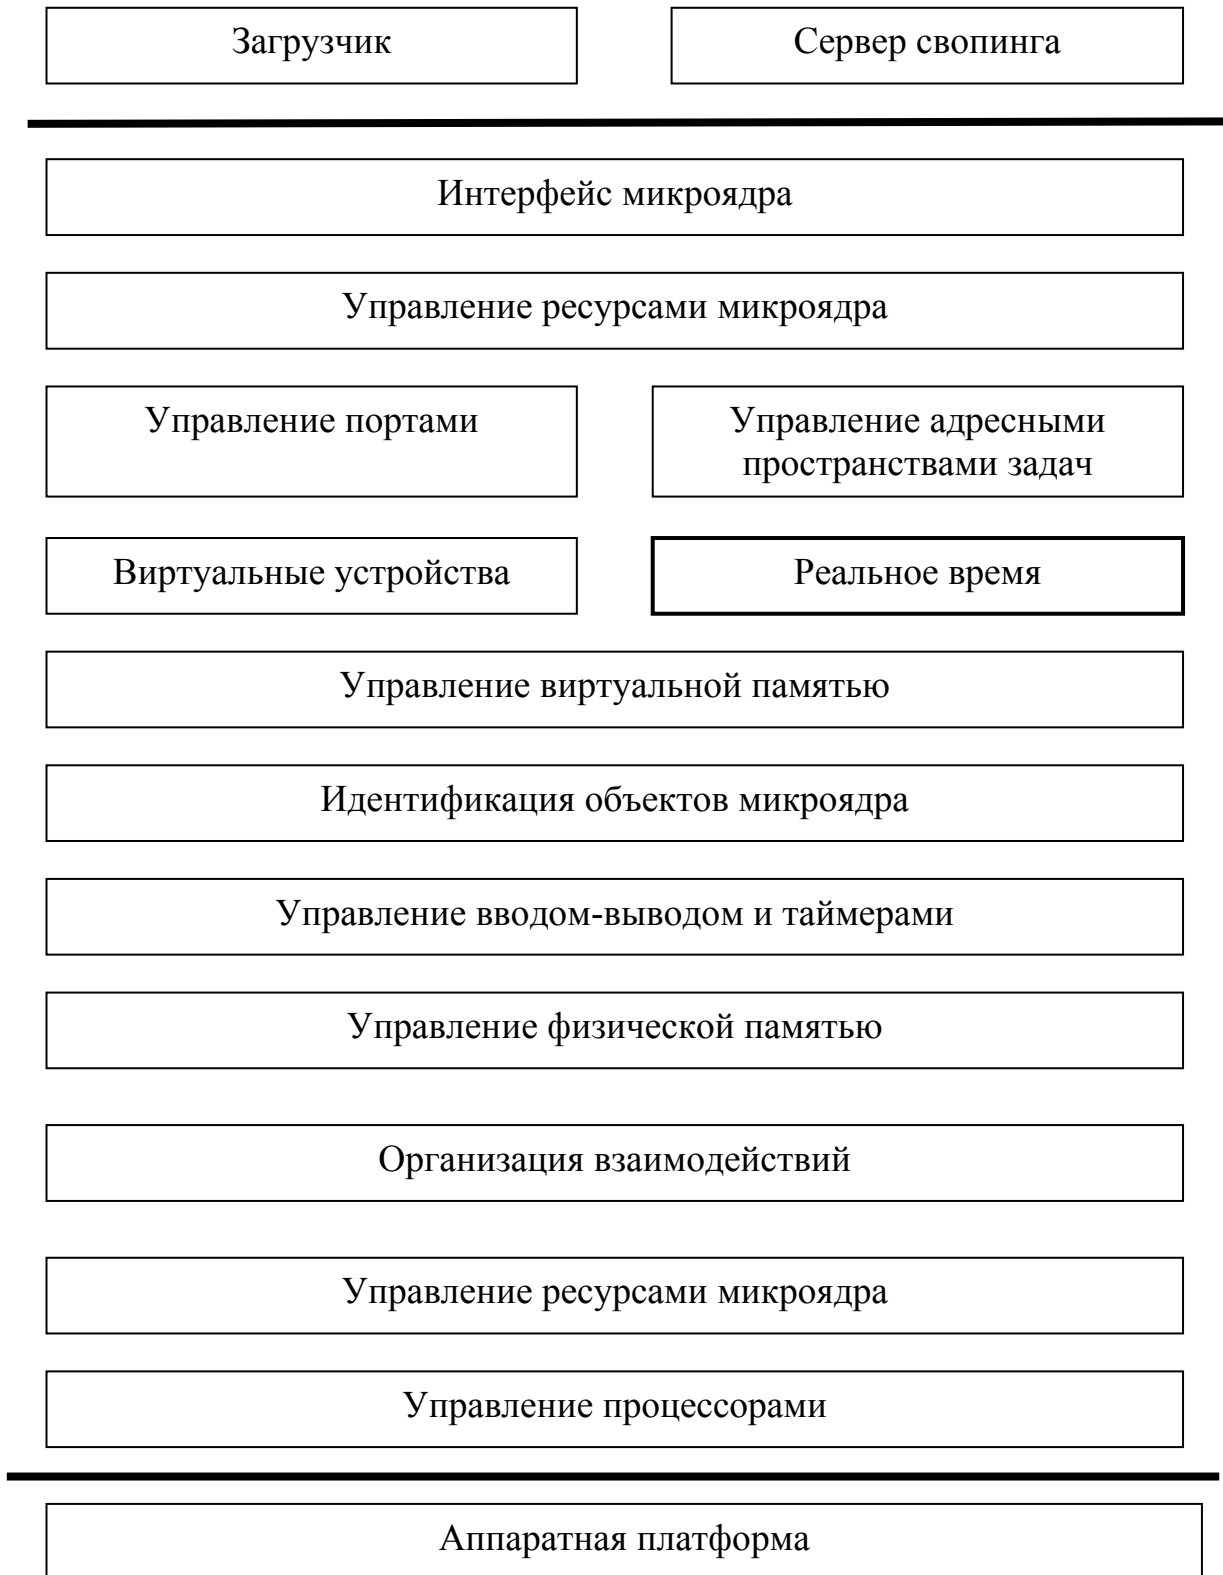 Загрузчик
Сервер свопинга
Интерфейс микроядра
Управление ресурсами микроядра
Управление портами
Управление адресными
пространствами задач
Виртуальные устройства
Реальное время
Управление виртуальной памятью
Идентификация объектов микроядра
Управление вводом-выводом и таймерами
Управление физической памятью
Организация взаимодействий
Управление ресурсами микроядра
Управление процессорами
Аппаратная платформа